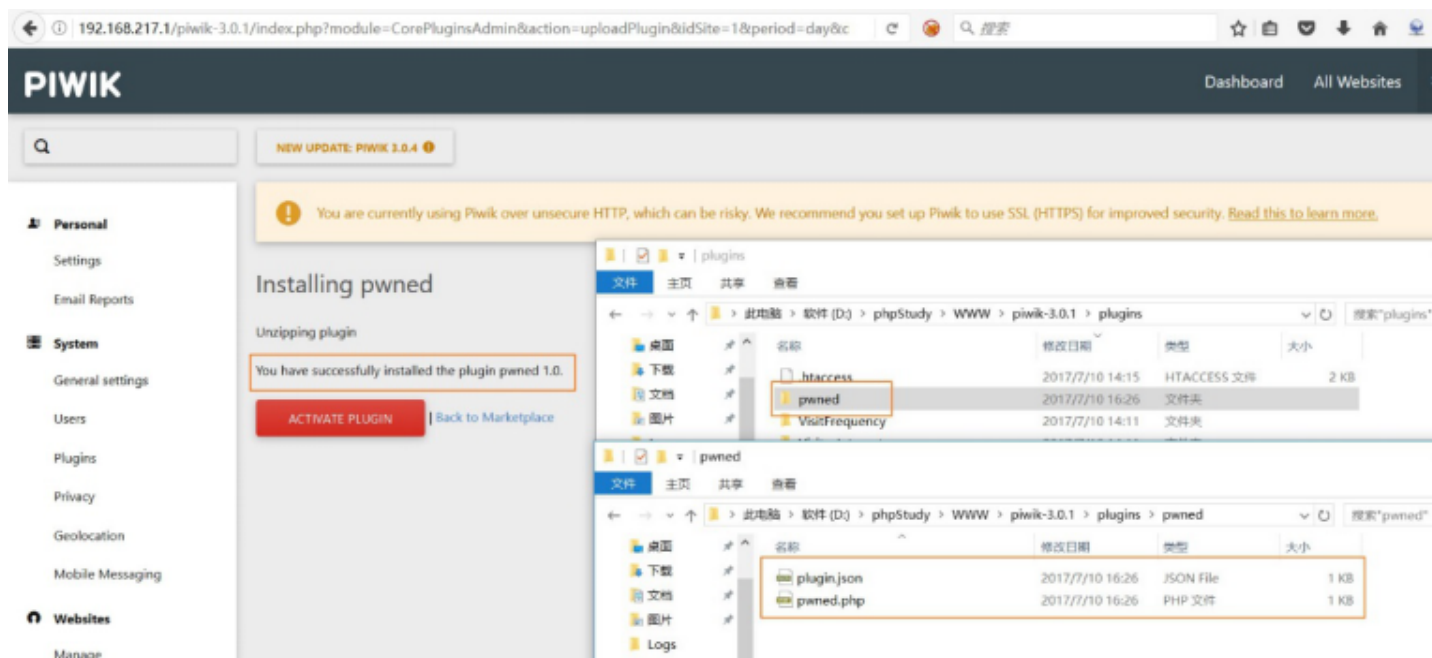 192.168.217.1/piwik-3.0.1/index.php?module=CorePluginsAdmin&action=uploadPlugin&idSite=1&period=day&c
搜索
PIWIK
Dashboard
All Websites
NEW UPDATE: PIWIK 3.0.4
You are currently using Piwik over unsecure HTTP, which can be risky. We recommend you set up Piwik to use SSL (HTTPS) for improved security. Read this to learn more.
Personal
Settings
Email Reports
System
General settings
Users
Plugins
Privacy
Geolocation
Mobile Messaging
Websites
Manage
Installing pwned
Unzipping plugin
You have successfully installed the plugin pwned 1.0.
ACTIVATE PLUGIN | Back to Marketplace
plugins
文件 主页 共享 查看
此电脑 > 软件 (D:) > phpStudy > WWW > piwik-3.0.1 > plugins
搜索"plugins"
桌面
下载
文档
图片
名称 修改日期 类型 大小
.htaccess 2017/7/10 14:15 HTACCESS 文件 2 KB
pwned 2017/7/10 16:26 文件夹
VisitFrequency 2017/7/10 14:11 文件夹
pwned
文件 主页 共享 查看
此电脑 > 软件 (D:) > phpStudy > WWW > piwik-3.0.1 > plugins > pwned
搜索"pwned"
桌面
下载
文档
图片
Logs
名称 修改日期 类型 大小
plugin.json 2017/7/10 16:26 JSON File 1 KB
pwned.php 2017/7/10 16:26 PHP 文件 1 KB